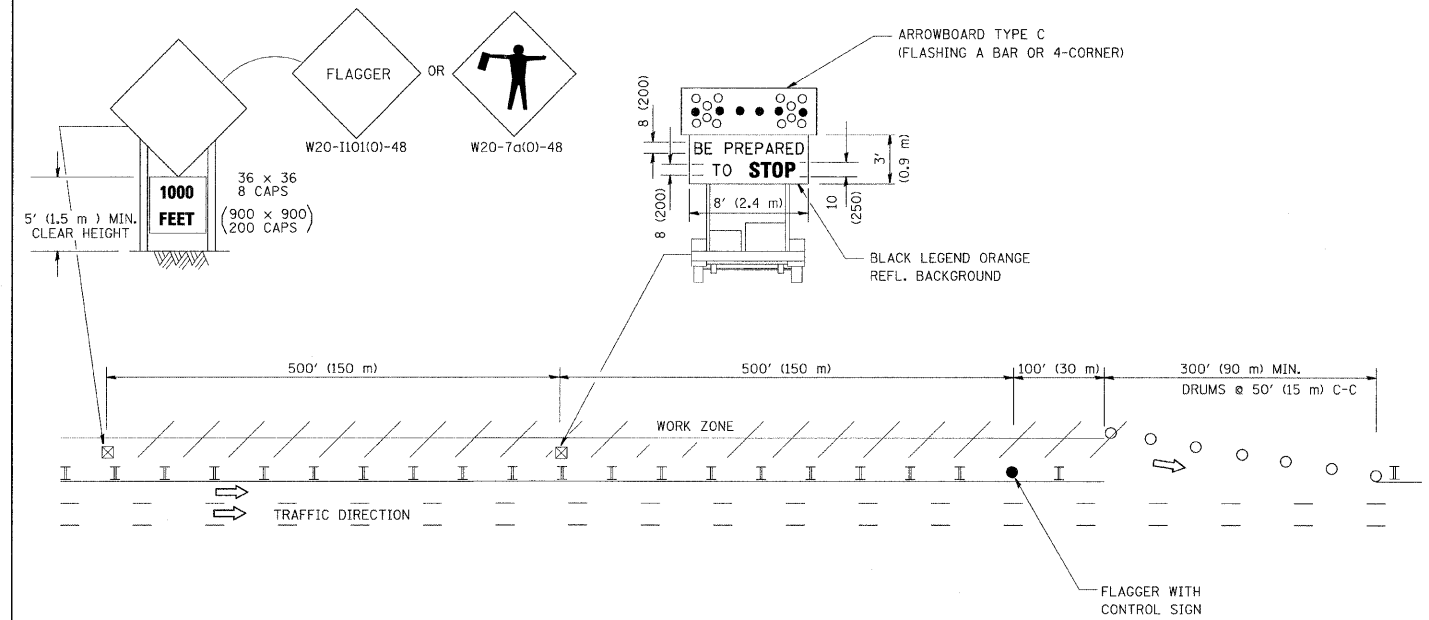 FLAGGER
OR
W20-I101(0)-48
W20-7a(0)-48
1000
FEET
36 x 36
8 CAPS
(900 x 900)
200 CAPS
5' (1.5 m ) MIN.
CLEAR HEIGHT
ARROWBOARD TYPE C
(FLASHING A BAR OR 4-CORNER)
8 (200)
8 (200)
BE PREPARED
TO STOP
3'
(0.9 m)
10
(250)
8' (2.4 m)
BLACK LEGEND ORANGE
REFL. BACKGROUND
500' (150 m)
500' (150 m)
100' (30 m)
300' (90 m) MIN.
DRUMS @ 50' (15 m) C-C
WORK ZONE
TRAFFIC DIRECTION
FLAGGER WITH
CONTROL SIGN